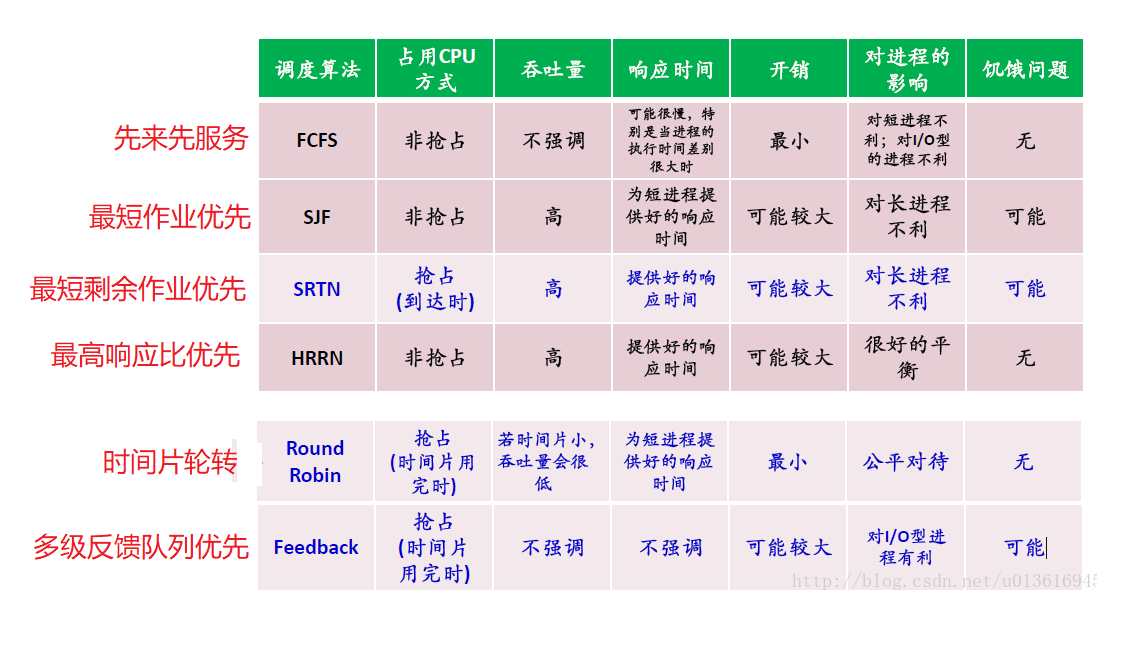 调度算法
占用CPU
方式
吞吐量
响应时间
开销
对进程的
影响
饥饿问题
先来先服务
FCFS
非抢占
不强调
可能很慢，特
别是当进程的
执行时间差别
很大时
最小
对短进程不
利；对I/O型
的进程不利
无
最短作业优先
SJF
非抢占
高
为短进程提
供好的响应
时间
可能较大
对长进程
不利
可能
最短剩余作业优先
SRTN
抢占
(到达时)
高
提供好的响
应时间
可能较大
对长进程
不利
可能
最高响应比优先
HRRN
非抢占
高
提供好的响
应时间
可能较大
很好的平
衡
无
时间片轮转
Round
Robin
抢占
(时间片用
完时)
若时间片小，
吞吐量会很
低
为短进程提
供好的响应
时间
最小
公平对待
无
多级反馈队列优先
Feedback
抢占
(时间片
用完时)
不强调
不强调
可能较大
对I/O型进
程有利
可能
http://blog.csdn.net/u013616945